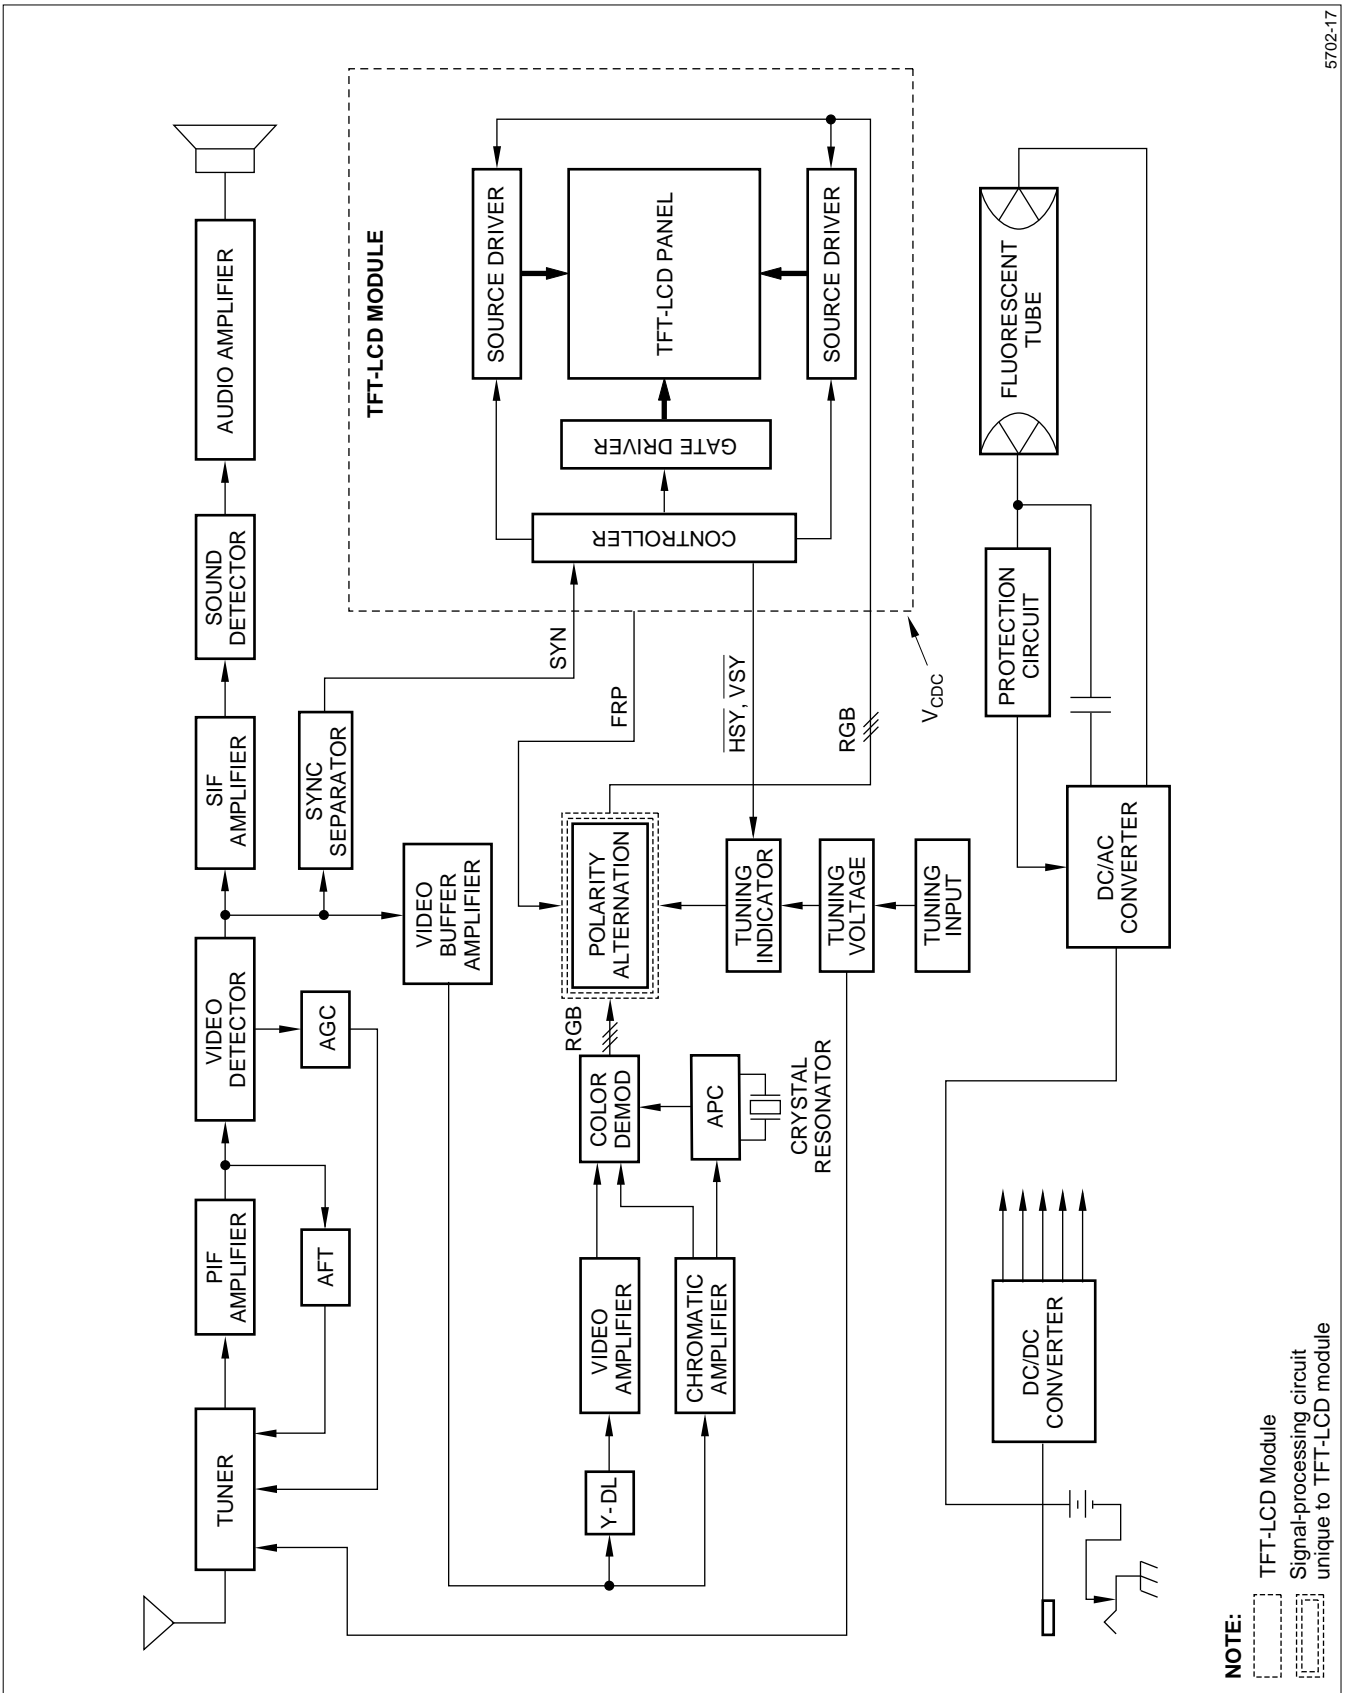 TUNER
PIF
AMPLIFIER
VIDEO
DETECTOR
SIF
AMPLIFIER
SOUND
DETECTOR
AUDIO AMPLIFIER
AFT
AGC
SYNC
SEPARATOR
VIDEO
BUFFER
AMPLIFIER
SYN
FRP
TFT-LCD MODULE
SOURCE DRIVER
TFT-LCD PANEL
GATE DRIVER
CONTROLLER
SOURCE DRIVER
Y-DL
VIDEO
AMPLIFIER
COLOR
DEMOD
RGB
POLARITY
ALTERNATION
CHROMATIC
AMPLIFIER
APC
CRYSTAL
RESONATOR
TUNING
INDICATOR
TUNING
VOLTAGE
TUNING
INPUT
HSY, VSY
RGB
VCDC
DC/DC
CONVERTER
DC/AC
CONVERTER
PROTECTION
CIRCUIT
FLUORESCENT
TUBE
NOTE:
TFT-LCD Module
Signal-processing circuit
unique to TFT-LCD module
5702-17